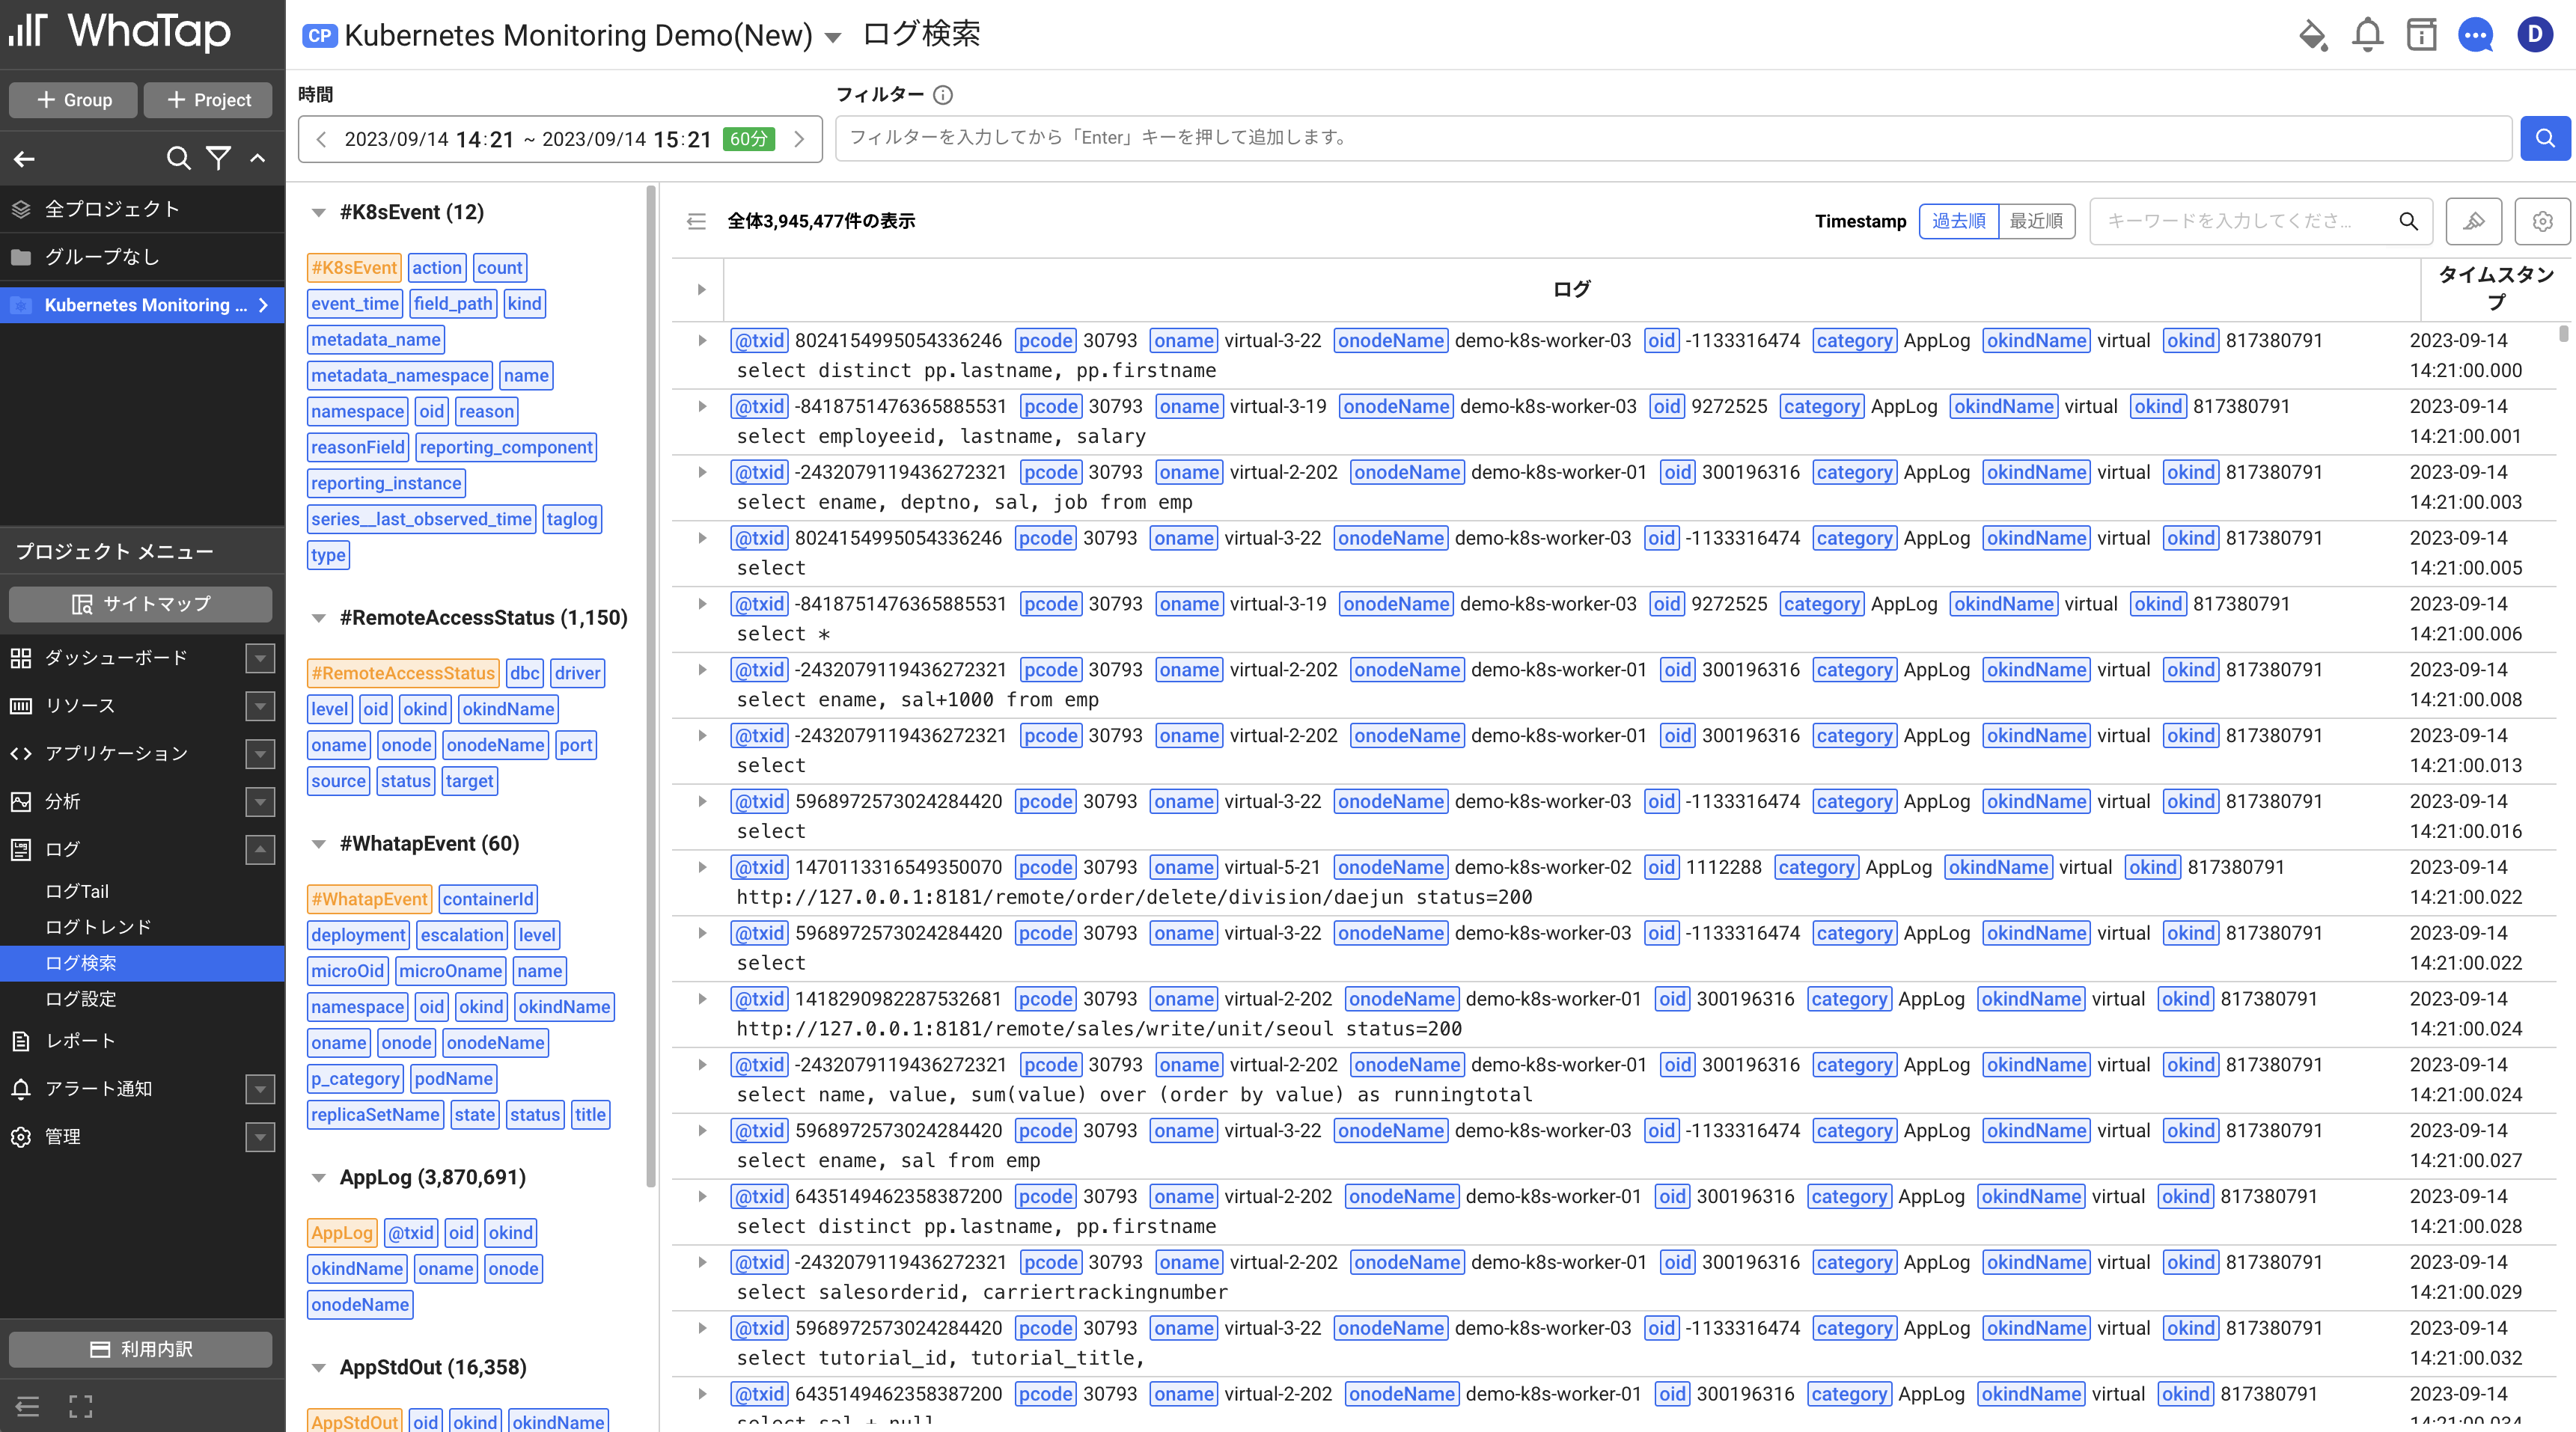 WhaTap
CP Kubernetes Monitoring Demo(New) ログ検索
D
+ Group
+ Project
全プロジェクト
グループなし
Kubernetes Monitoring ...
プロジェクト メニュー
サイトマップ
ダッシュボード
リソース
アプリケーション
分析
ログ
ログTail
ログトレンド
ログ検索
ログ設定
レポート
アラート通知
管理
利用内訳
時間
2023/09/14 14:21 ~ 2023/09/14 15:21 60分
フィルター
フィルターを入力してから「Enter」キーを押して追加します。
#K8sEvent (12)
#K8sEvent action count
event_time field_path kind
metadata_name
metadata_namespace name
namespace oid reason
reasonField reporting_component
reporting_instance
series__last_observed_time taglog
type
#RemoteAccessStatus (1,150)
#RemoteAccessStatus dbc driver
level oid okind okindName
oname onode onodeName port
source status target
#WhatapEvent (60)
#WhatapEvent containerId
deployment escalation level
microOid microOname name
namespace oid okind okindName
oname onode onodeName
p_category podName
replicaSetName state status title
AppLog (3,870,691)
AppLog @txid oid okind
okindName oname onode
onodeName
AppStdOut (16,358)
AppStdOut oid okind okindName
全体3,945,477件の表示
Timestamp 過去順 最近順
キーワードを入力してくださ...
ログ
タイムスタンプ
@txid 8024154995054336246 pcode 30793 oname virtual-3-22 onodeName demo-k8s-worker-03 oid -1133316474 category AppLog okindName virtual okind 817380791 2023-09-14
select distinct pp.lastname, pp.firstname 14:21:00.000
@txid -8418751476365885531 pcode 30793 oname virtual-3-19 onodeName demo-k8s-worker-03 oid 9272525 category AppLog okindName virtual okind 817380791 2023-09-14
select employeeid, lastname, salary 14:21:00.001
@txid -2432079119436272321 pcode 30793 oname virtual-2-202 onodeName demo-k8s-worker-01 oid 300196316 category AppLog okindName virtual okind 817380791 2023-09-14
select ename, deptno, sal, job from emp 14:21:00.003
@txid 8024154995054336246 pcode 30793 oname virtual-3-22 onodeName demo-k8s-worker-03 oid -1133316474 category AppLog okindName virtual okind 817380791 2023-09-14
select 14:21:00.005
@txid -8418751476365885531 pcode 30793 oname virtual-3-19 onodeName demo-k8s-worker-03 oid 9272525 category AppLog okindName virtual okind 817380791 2023-09-14
select * 14:21:00.006
@txid -2432079119436272321 pcode 30793 oname virtual-2-202 onodeName demo-k8s-worker-01 oid 300196316 category AppLog okindName virtual okind 817380791 2023-09-14
select ename, sal+1000 from emp 14:21:00.008
@txid -2432079119436272321 pcode 30793 oname virtual-2-202 onodeName demo-k8s-worker-01 oid 300196316 category AppLog okindName virtual okind 817380791 2023-09-14
select 14:21:00.013
@txid 5968972573024284420 pcode 30793 oname virtual-3-22 onodeName demo-k8s-worker-03 oid -1133316474 category AppLog okindName virtual okind 817380791 2023-09-14
select 14:21:00.016
@txid 1470113316549350070 pcode 30793 oname virtual-5-21 onodeName demo-k8s-worker-02 oid 1112288 category AppLog okindName virtual okind 817380791 2023-09-14
http://127.0.0.1:8181/remote/order/delete/division/daejun status=200 14:21:00.022
@txid 5968972573024284420 pcode 30793 oname virtual-3-22 onodeName demo-k8s-worker-03 oid -1133316474 category AppLog okindName virtual okind 817380791 2023-09-14
select 14:21:00.022
@txid 1418290982287532681 pcode 30793 oname virtual-2-202 onodeName demo-k8s-worker-01 oid 300196316 category AppLog okindName virtual okind 817380791 2023-09-14
http://127.0.0.1:8181/remote/sales/write/unit/seoul status=200 14:21:00.024
@txid -2432079119436272321 pcode 30793 oname virtual-2-202 onodeName demo-k8s-worker-01 oid 300196316 category AppLog okindName virtual okind 817380791 2023-09-14
select name, value, sum(value) over (order by value) as runningtotal 14:21:00.024
@txid 5968972573024284420 pcode 30793 oname virtual-3-22 onodeName demo-k8s-worker-03 oid -1133316474 category AppLog okindName virtual okind 817380791 2023-09-14
select ename, sal from emp 14:21:00.027
@txid 6435149462358387200 pcode 30793 oname virtual-2-202 onodeName demo-k8s-worker-01 oid 300196316 category AppLog okindName virtual okind 817380791 2023-09-14
select distinct pp.lastname, pp.firstname 14:21:00.028
@txid -2432079119436272321 pcode 30793 oname virtual-2-202 onodeName demo-k8s-worker-01 oid 300196316 category AppLog okindName virtual okind 817380791 2023-09-14
select salesorderid, carriertrackingnumber 14:21:00.029
@txid 5968972573024284420 pcode 30793 oname virtual-3-22 onodeName demo-k8s-worker-03 oid -1133316474 category AppLog okindName virtual okind 817380791 2023-09-14
select tutorial_id, tutorial_title, 14:21:00.032
@txid 6435149462358387200 pcode 30793 oname virtual-2-202 onodeName demo-k8s-worker-01 oid 300196316 category AppLog okindName virtual okind 817380791 2023-09-14
select sal + null 14:21:00.034